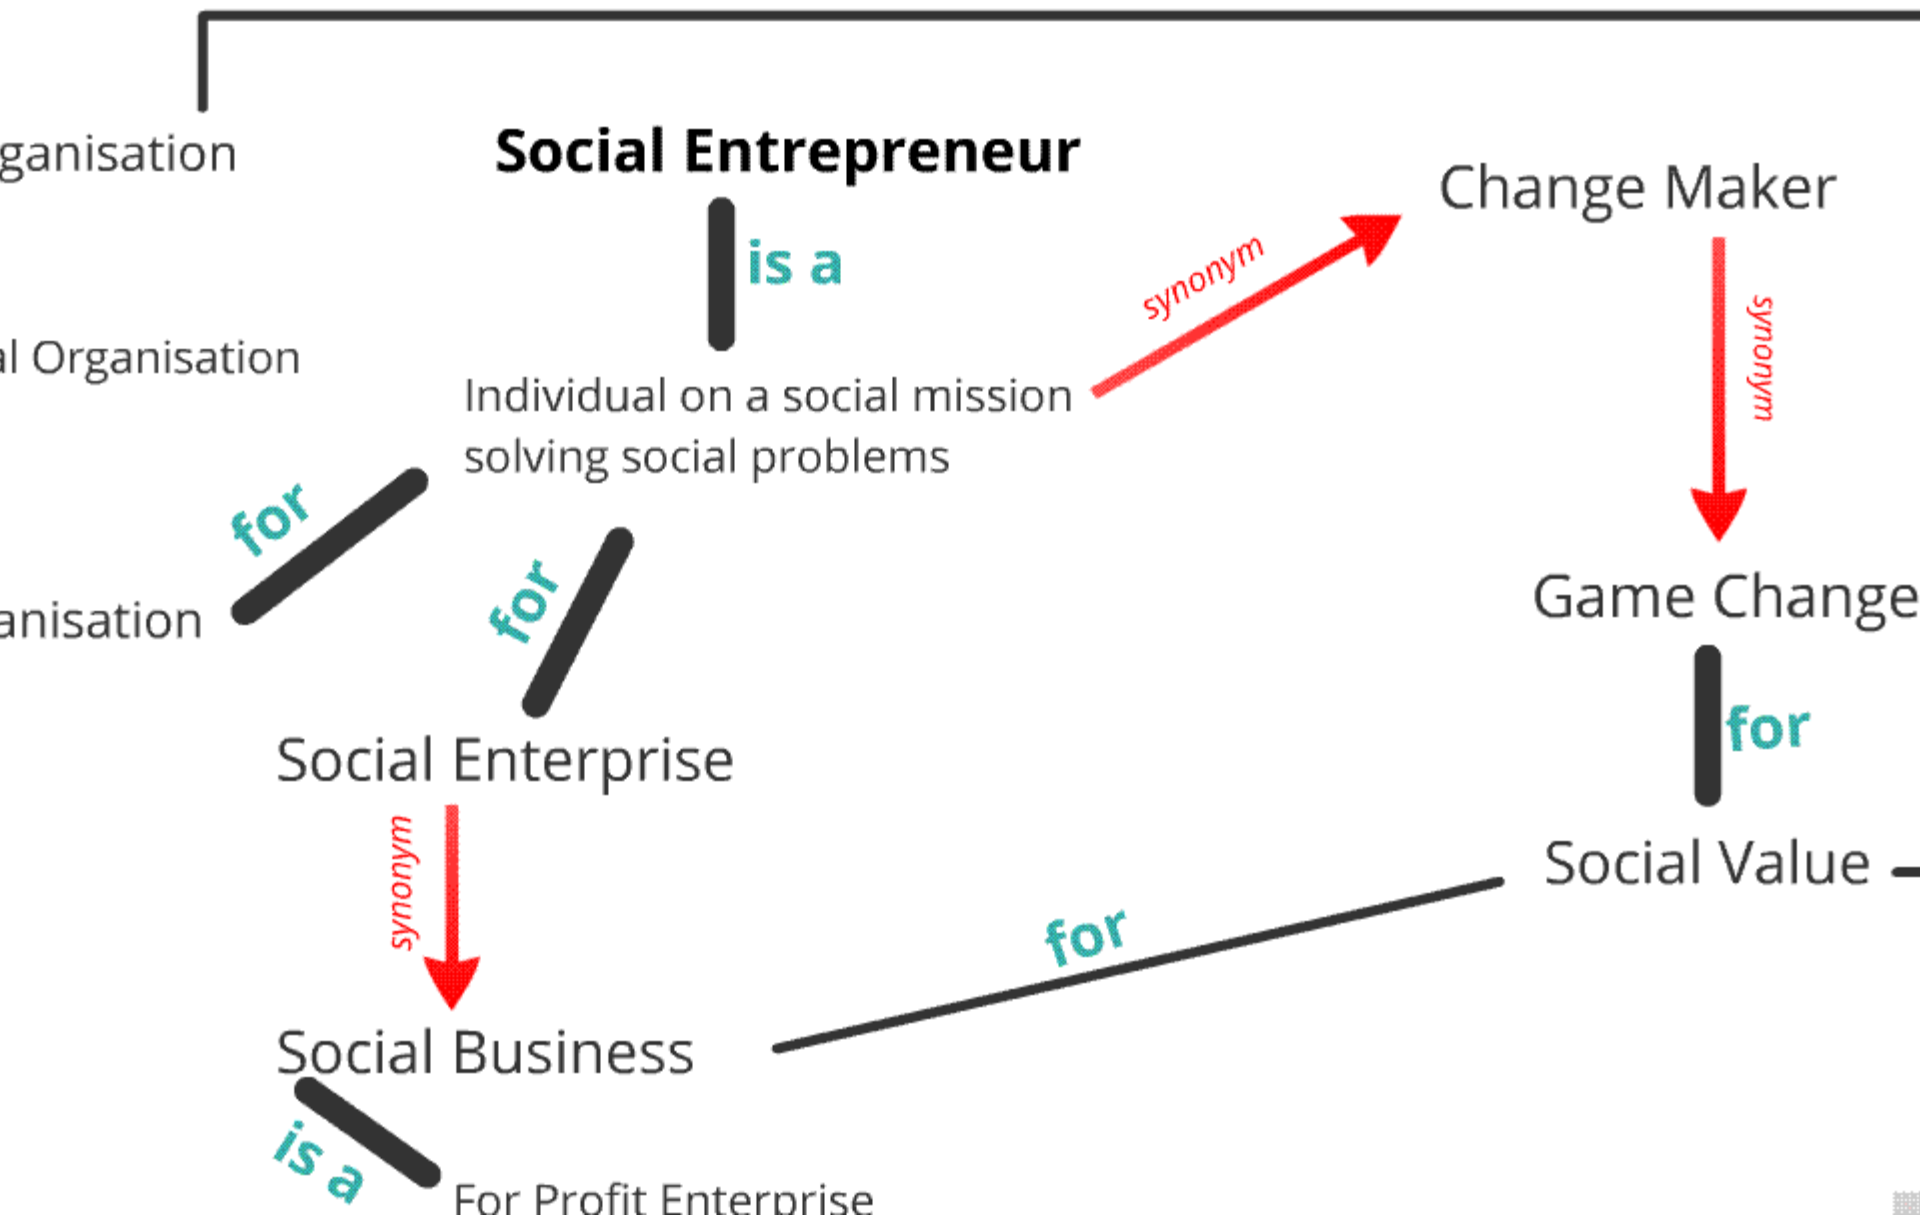 ganisation
Social Entrepreneur
Change Maker
is a
synonym
synonym
al Organisation
Individual on a social mission
solving social problems
for
for
anisation
Game Change
for
Social Enterprise
synonym
Social Value
for
Social Business
is a
For Profit Enterprise